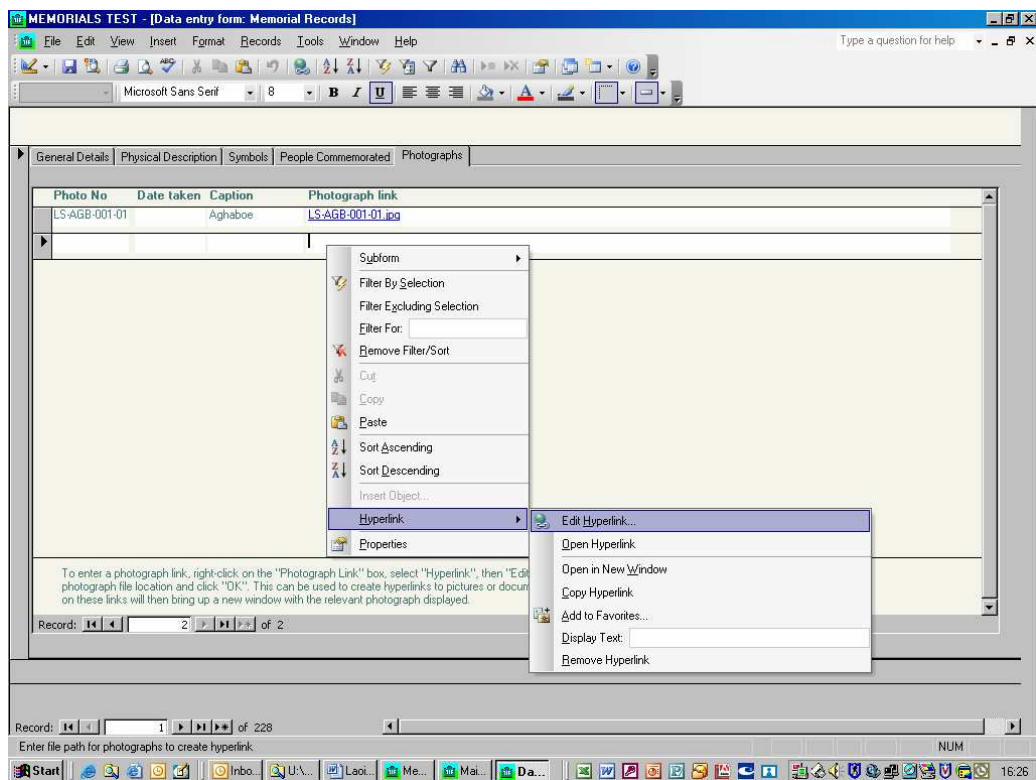 MEMORIALS TEST - [Data entry form: Memorial Records]
File Edit View Insert Format Records Tools Window Help Type a question for help
Microsoft Sans Serif 8 B I U A
General Details Physical Description Symbols People Commemorated Photographs
Photo No Date taken Caption Photograph link
LS-AGB-001-01 Aghaboe LS-AGB-001-01.jpg
Subform
Filter By Selection
Filter Excluding Selection
Filter For:
Remove Filter/Sort
Cut
Copy
Paste
Sort Ascending
Sort Descending
Insert Object...
Hyperlink
Properties
Edit Hyperlink...
Open Hyperlink
Open in New Window
Copy Hyperlink
Add to Favorites...
Display Text:
Remove Hyperlink
To enter a photograph link, right-click on the "Photograph Link" box, select "Hyperlink", then "Edit
photograph file location and click "OK". This can be used to create hyperlinks to pictures or docum
on these links will then bring up a new window with the relevant photograph displayed.
Record: 2 of 2
Record: 1 of 228
Enter file path for photographs to create hyperlink NUM
Start Inbo... U:\... Laoi... Me... Mai... Da... 16:29